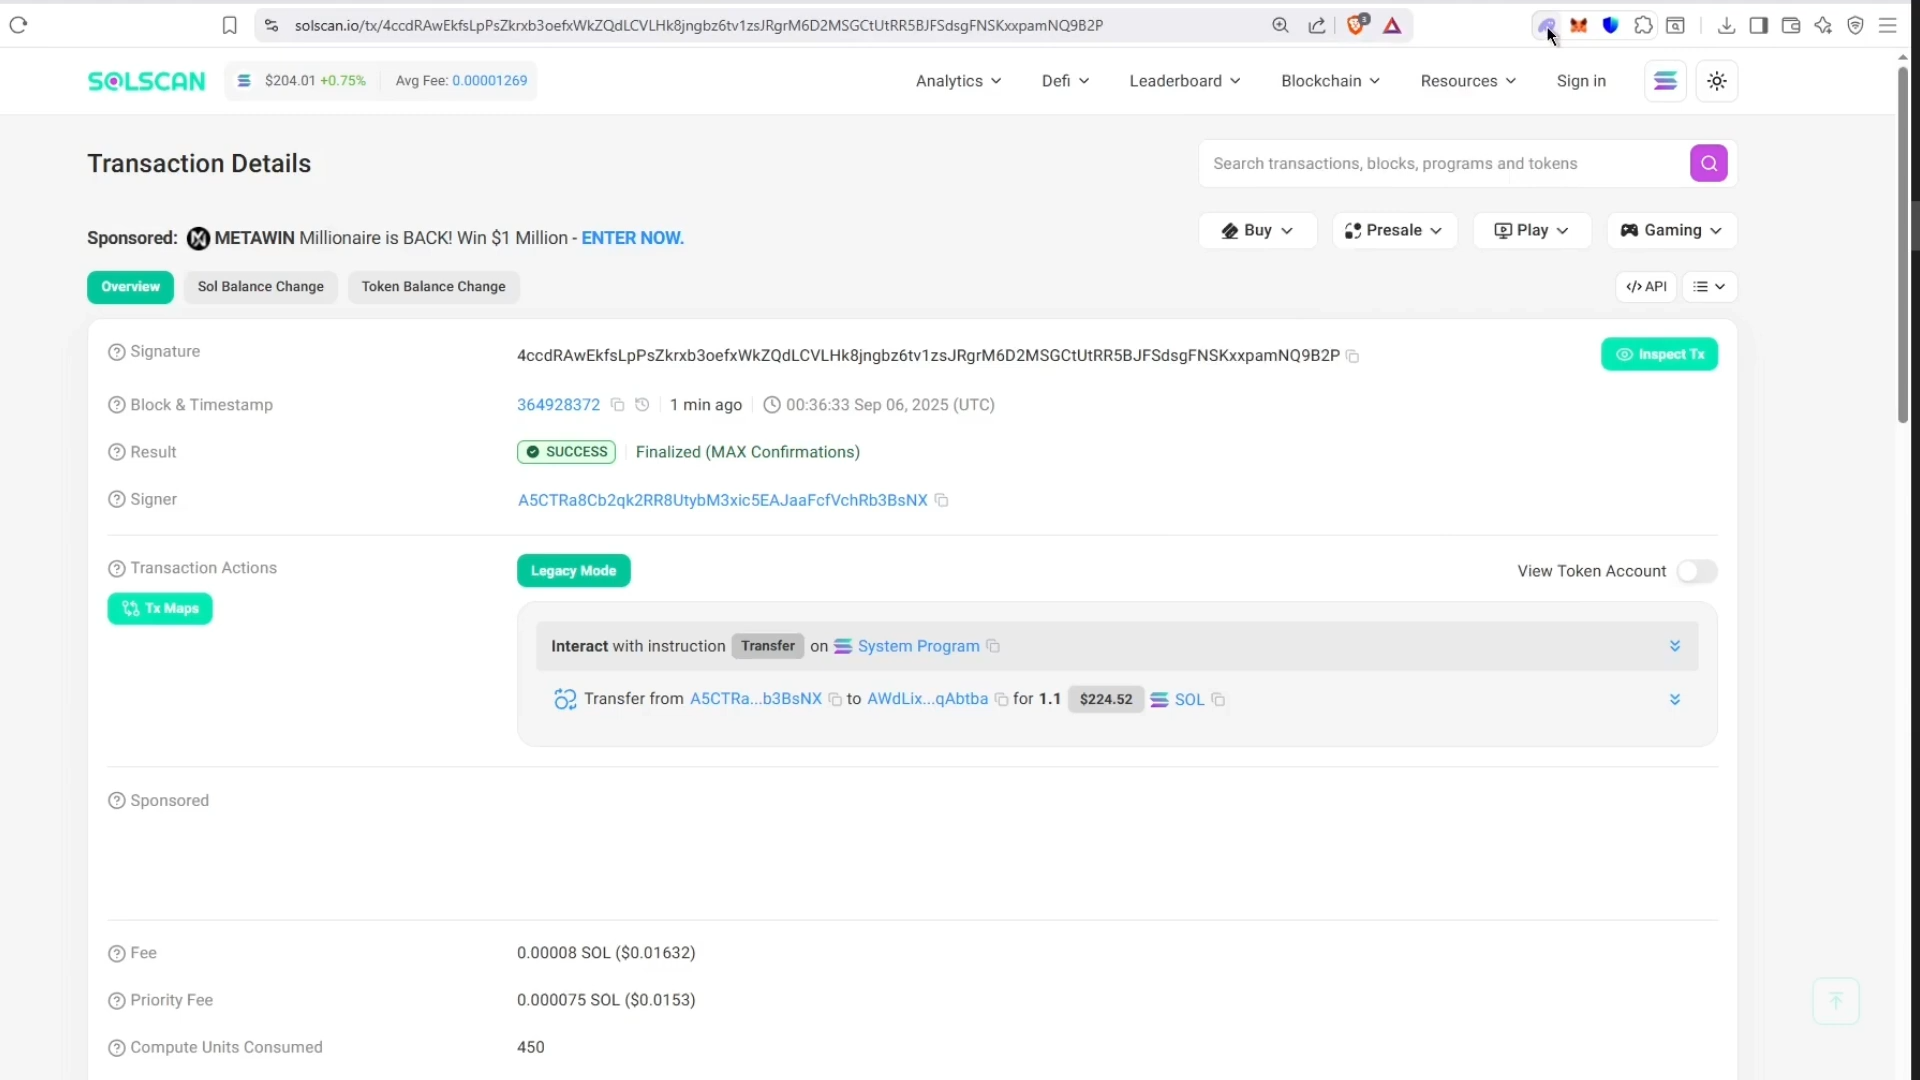 solscan.io/tx/4ccdRAwEkfsLpPsZkrxb3oefxWkZQdLCVLHk8jngbz6tv1zsJRgrM6D2MSGCtUtRR5BJFSdsgFNSKxxpamNQ9B2P
3
SOLSCAN
$204.01 +0.75%
Avg Fee: 0.00001269
Analytics
Defi
Leaderboard
Blockchain
Resources
Sign in
Transaction Details
Search transactions, blocks, programs and tokens
Sponsored: METAWIN Millionaire is BACK! Win $1 Million - ENTER NOW.
Buy
Presale
Play
Gaming
Overview
Sol Balance Change
Token Balance Change
</> API
Signature
4ccdRAwEkfsLpPsZkrxb3oefxWkZQdLCVLHk8jngbz6tv1zsJRgrM6D2MSGCtUtRR5BJFSdsgFNSKxxpamNQ9B2P
Inspect Tx
Block & Timestamp
364928372
1 min ago
00:36:33 Sep 06, 2025 (UTC)
Result
SUCCESS
Finalized (MAX Confirmations)
Signer
A5CTRa8Cb2qk2RR8UtybM3xic5EAJaaFcfVchRb3BsNX
Transaction Actions
Legacy Mode
View Token Account
Tx Maps
Interact with instruction Transfer on System Program
Transfer from A5CTRa...b3BsNX to AWdLix...qAbtba for 1.1 $224.52 SOL
Sponsored
Fee
0.00008 SOL ($0.01632)
Priority Fee
0.000075 SOL ($0.0153)
Compute Units Consumed
450